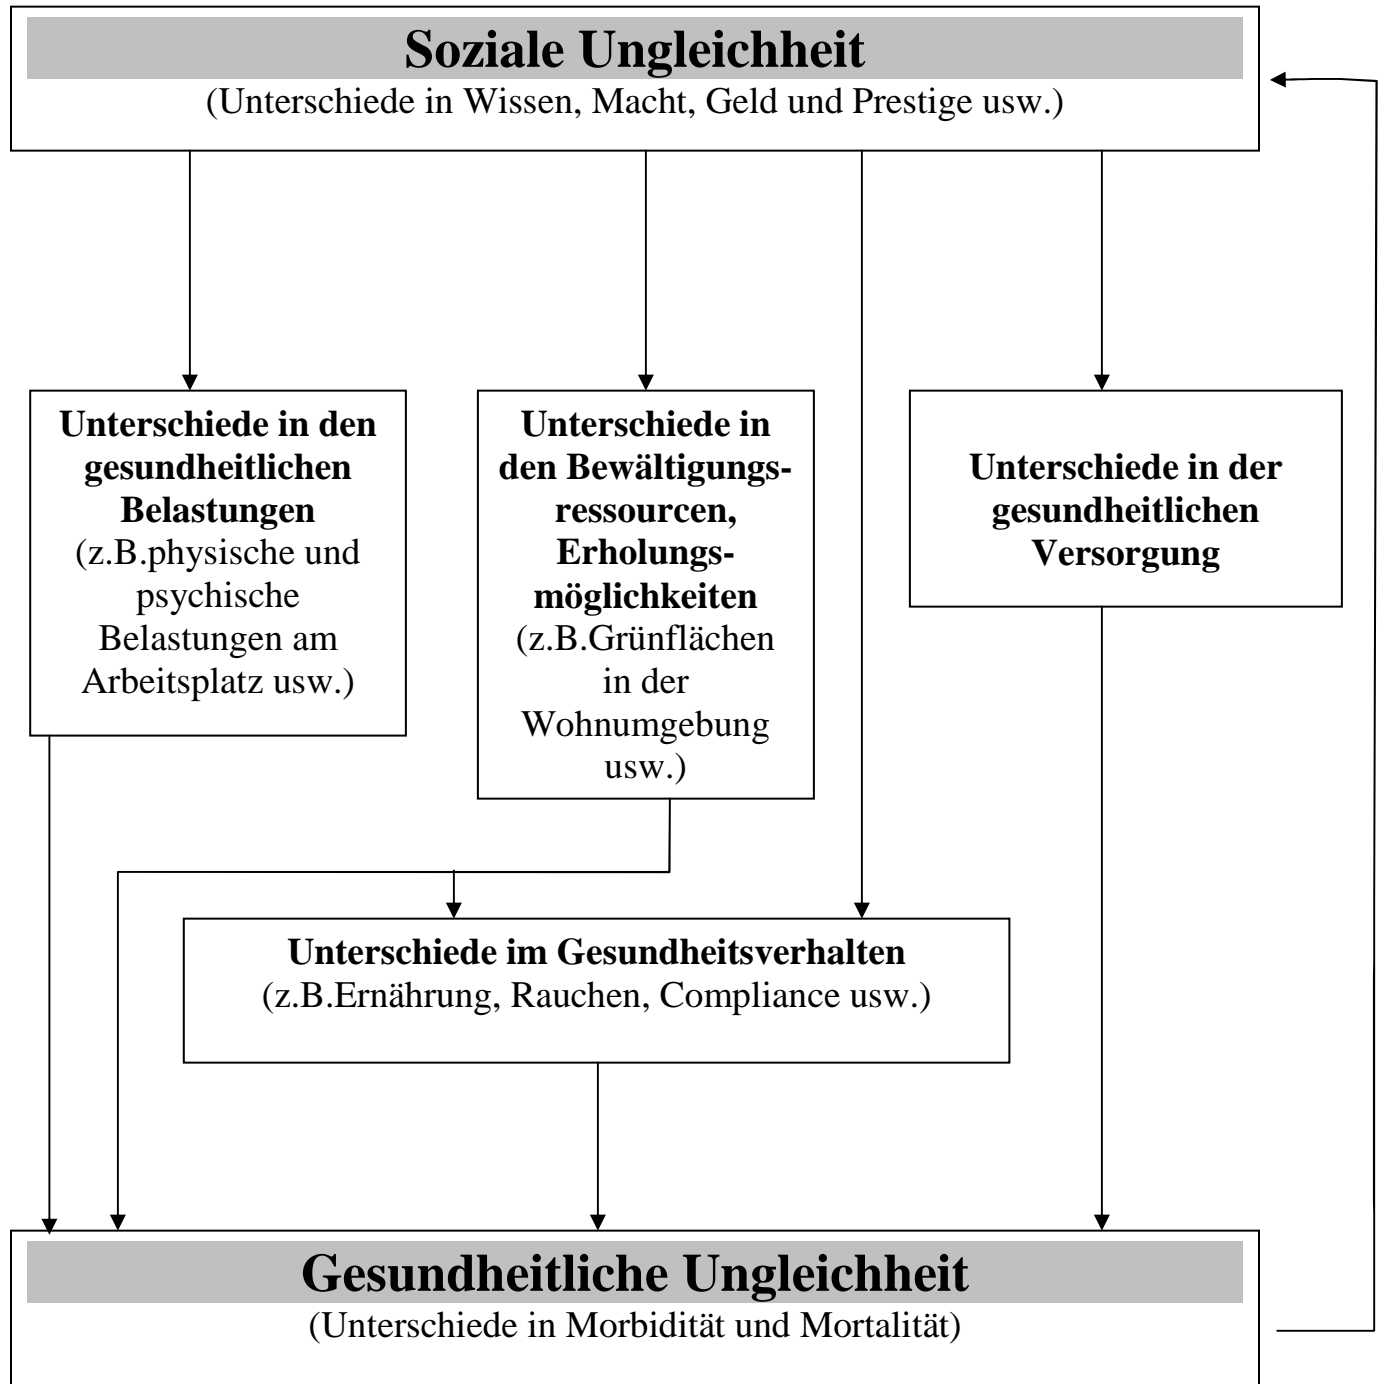 Soziale Ungleichheit
(Unterschiede in Wissen, Macht, Geld und Prestige usw.)
Unterschiede in den
gesundheitlichen
Belastungen
(z.B.physische und
psychische
Belastungen am
Arbeitsplatz usw.)
Unterschiede in
den Bewältigungs-
ressourcen,
Erholungs-
möglichkeiten
(z.B.Grünflächen
in der
Wohnumgebung
usw.)
Unterschiede in der
gesundheitlichen
Versorgung
Unterschiede im Gesundheitsverhalten
(z.B.Ernährung, Rauchen, Compliance usw.)
Gesundheitliche Ungleichheit
(Unterschiede in Morbidität und Mortalität)